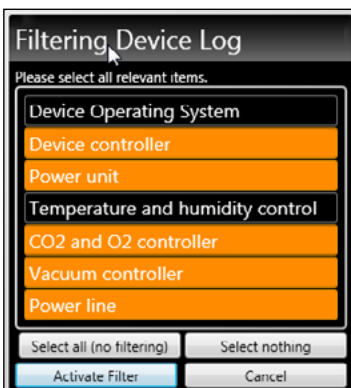 Filtering Device Log
Please select all relevant items.
Device Operating System
Device controller
Power unit
Temperature and humidity control
CO2 and O2 controller
Vacuum controller
Power line
Select all (no filtering) Select nothing
Activate Filter Cancel